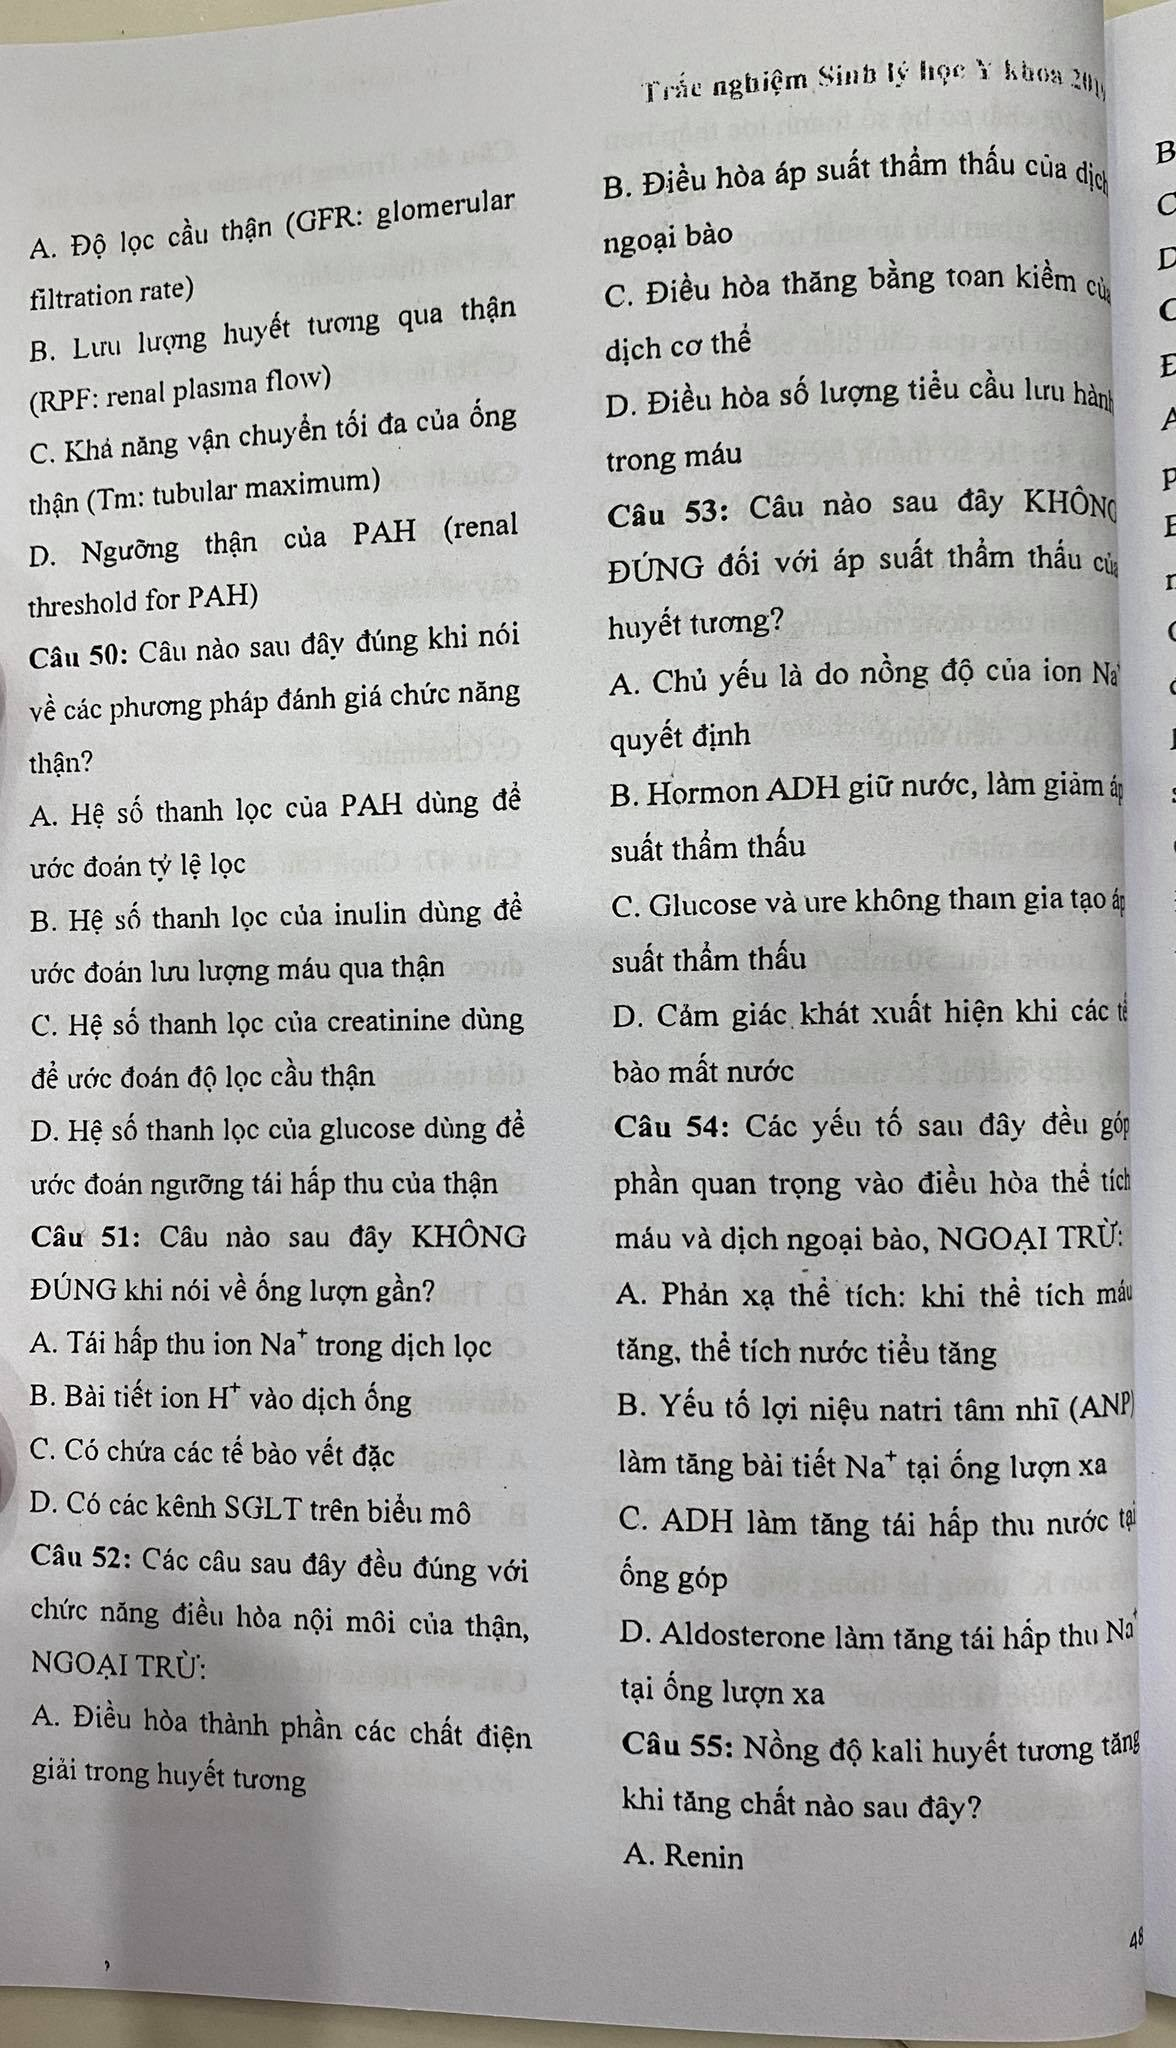 Trắc nghiệm Sinh lý học Y khoa
A. Độ lọc cầu thận (GFR: glomerular
filtration rate)
B. Lưu lượng huyết tương qua thận
(RPF: renal plasma flow)
C. Khả năng vận chuyển tối đa của ống
thận (Tm: tubular maximum)
D. Ngưỡng thận của PAH (renal
threshold for PAH)
Câu 50: Câu nào sau đây đúng khi nói
về các phương pháp đánh giá chức năng
thận?
A. Hệ số thanh lọc của PAH dùng để
ước đoán tỷ lệ lọc
B. Hệ số thanh lọc của inulin dùng để
ước đoán lưu lượng máu qua thận
C. Hệ số thanh lọc của creatinine dùng
để ước đoán độ lọc cầu thận
D. Hệ số thanh lọc của glucose dùng để
ước đoán ngưỡng tái hấp thu của thận
Câu 51: Câu nào sau đây KHÔNG
ĐÚNG khi nói về ống lượn gần?
A. Tái hấp thu ion Na⁺ trong dịch lọc
B. Bài tiết ion H⁺ vào dịch ống
C. Có chứa các tế bào vết đặc
D. Có các kênh SGLT trên biểu mô
Câu 52: Các câu sau đây đều đúng với
chức năng điều hòa nội môi của thận,
NGOẠI TRỪ:
A. Điều hòa thành phần các chất điện
giải trong huyết tương
B. Điều hòa áp suất thẩm thấu của dịch
ngoại bào
C. Điều hòa thăng bằng toan kiềm của
dịch cơ thể
D. Điều hòa số lượng tiểu cầu lưu hành
trong máu
Câu 53: Câu nào sau đây KHÔNG
ĐÚNG đối với áp suất thẩm thấu của
huyết tương?
A. Chủ yếu là do nồng độ của ion Na⁺
quyết định
B. Hormon ADH giữ nước, làm giảm áp
suất thẩm thấu
C. Glucose và ure không tham gia tạo áp
suất thẩm thấu
D. Cảm giác khát xuất hiện khi các tế
bào mất nước
Câu 54: Các yếu tố sau đây đều góp
phần quan trọng vào điều hòa thể tích
máu và dịch ngoại bào, NGOẠI TRỪ:
A. Phản xạ thể tích: khi thể tích máu
tăng, thể tích nước tiểu tăng
B. Yếu tố lợi niệu natri tâm nhĩ (ANP)
làm tăng bài tiết Na⁺ tại ống lượn xa
C. ADH làm tăng tái hấp thu nước tại
ống góp
D. Aldosterone làm tăng tái hấp thu Na⁺
tại ống lượn xa
Câu 55: Nồng độ kali huyết tương tăng
khi tăng chất nào sau đây?
A. Renin
48